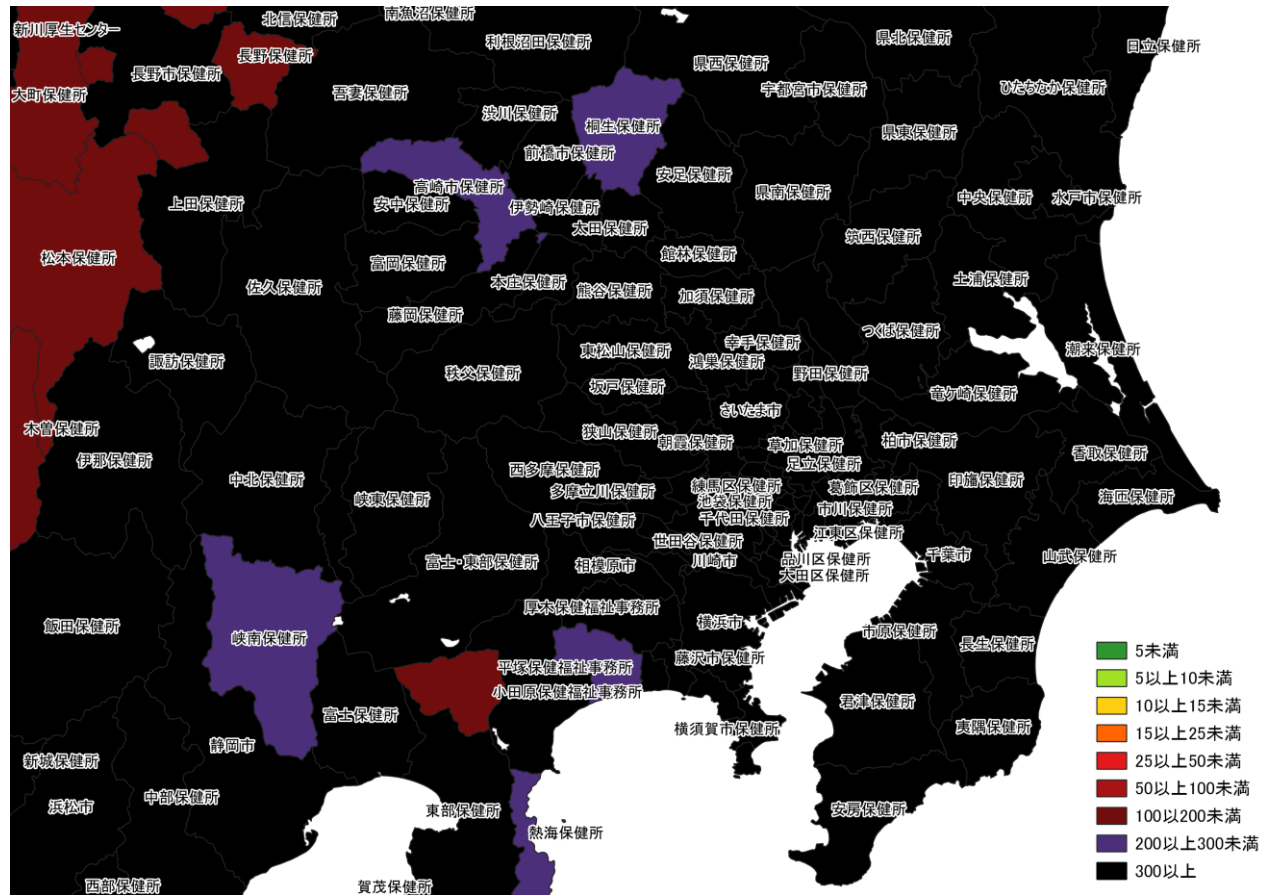 新川厚生センター
北信保健所
南魚沼保健所
長野保健所
利根沼田保健所
県北保健所
日立保健所
長野市保健所
県西保健所
大町保健所
吾妻保健所
宇都宮市保健所
ひたちなか保健所
渋川保健所
桐生保健所
県東保健所
前橋市保健所
安足保健所
高崎市保健所
県南保健所
上田保健所
安中保健所
伊勢崎保健所
中央保健所
水戸市保健所
太田保健所
筑西保健所
松本保健所
富岡保健所
館林保健所
本庄保健所
土浦保健所
佐久保健所
熊谷保健所
加須保健所
藤岡保健所
つくば保健所
幸手保健所
潮来保健所
東松山保健所
諏訪保健所
鴻巣保健所
秩父保健所
野田保健所
坂戸保健所
竜ケ崎保健所
さいたま市
木曽保健所
狭山保健所
朝霞保健所
草加保健所
柏市保健所
香取保健所
伊那保健所
西多摩保健所
足立保健所
中北保健所
印旛保健所
峡東保健所
多摩立川保健所
練馬区保健所
葛飾区保健所
海匝保健所
池袋保健所
市川保健所
八王子市保健所
千代田保健所
江東区保健所
世田谷保健所
千葉市
山武保健所
富士・東部保健所
相模原市
川崎市
品川区保健所
大田区保健所
厚木保健福祉事務所
飯田保健所
峡南保健所
横浜市
市原保健所
長生保健所
平塚保健福祉事務所
藤沢市保健所
小田原保健福祉事務所
君津保健所
富士保健所
横須賀市保健所
夷隅保健所
静岡市
新城保健所
浜松市
中部保健所
東部保健所
安房保健所
熱海保健所
西部保健所
賀茂保健所
5未満
5以上10未満
10以上15未満
15以上25未満
25以上50未満
50以上100未満
100以200未満
200以上300未満
300以上